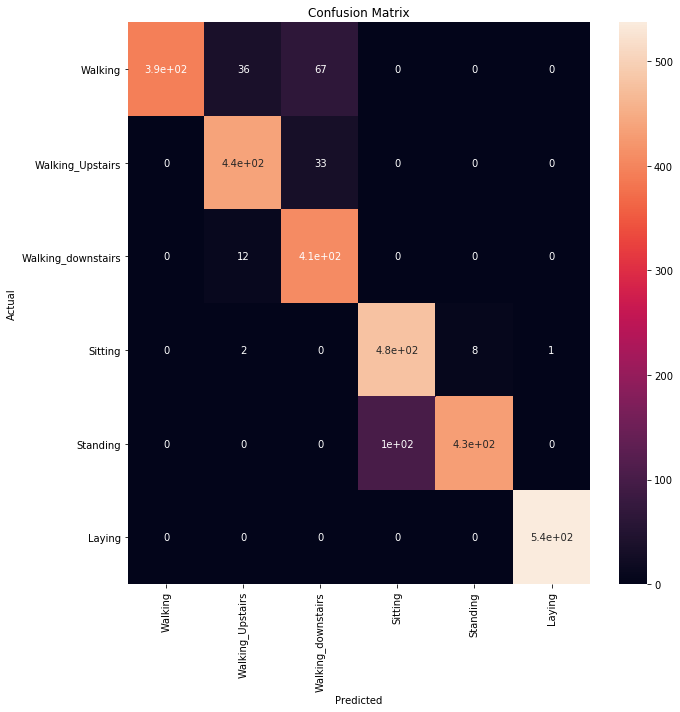 Confusion Matrix
Actual
Walking 3.9e+02 36 67 0 0 0
Walking_Upstairs 0 4.4e+02 33 0 0 0
Walking_downstairs 0 12 4.1e+02 0 0 0
Sitting 0 2 0 4.8e+02 8 1
Standing 0 0 0 1e+02 4.3e+02 0
Laying 0 0 0 0 0 5.4e+02
Walking Walking_Upstairs Walking_downstairs Sitting Standing Laying
Predicted
500
400
300
200
100
0